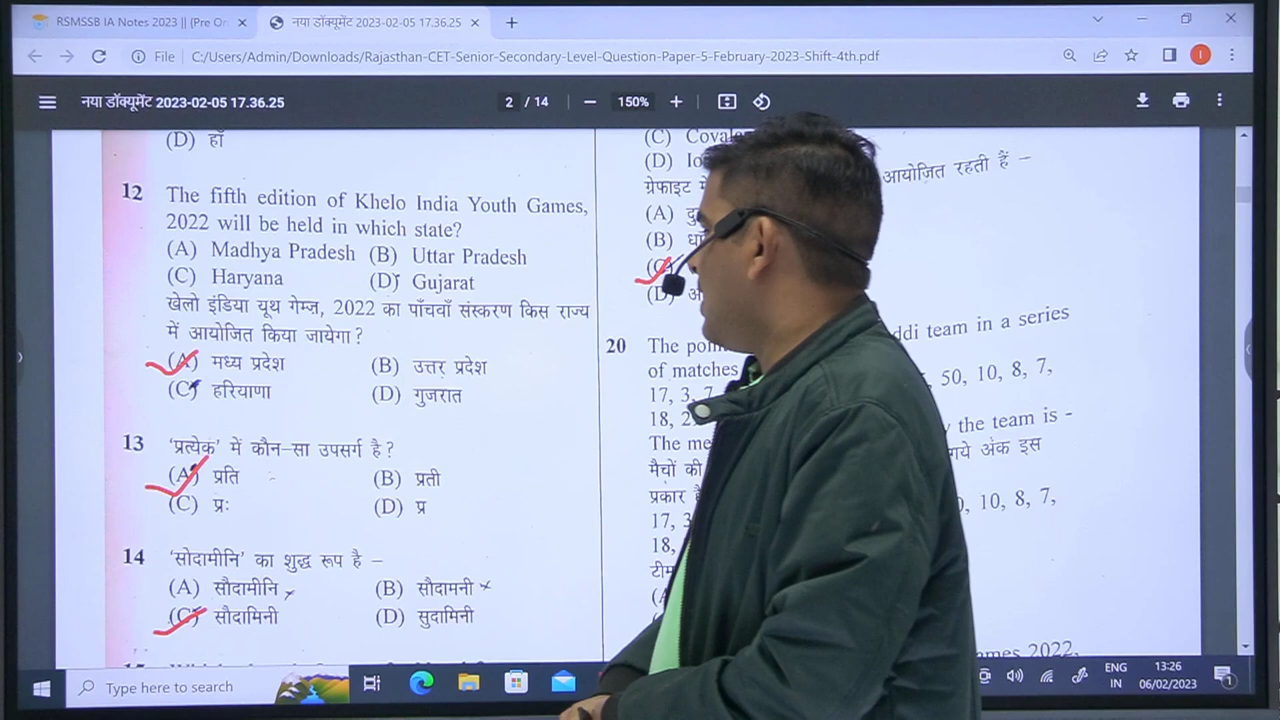 RSMSSB IA Notes 2023 || (Pre Or
नया डॉक्यूमेंट 2023-02-05 17.36.25
File
C:/Users/Admin/Downloads/Rajasthan-CET-Senior-Secondary-Level-Question-Paper-5-February-2023-Shift-4th.pdf
नया डॉक्यूमेंट 2023-02-05 17.36.25
2 / 14
150%
(D) हाँ
12 The fifth edition of Khelo India Youth Games,
2022 will be held in which state?
(A) Madhya Pradesh (B) Uttar Pradesh
(C) Haryana (D) Gujarat
खेलो इंडिया यूथ गेम्ज़, 2022 का पाँचवाँ संस्करण किस राज्य
में आयोजित किया जायेगा?
(A) मध्य प्रदेश (B) उत्तर प्रदेश
(C) हरियाणा (D) गुजरात
13 'प्रत्येक' में कौन-सा उपसर्ग है?
(A) प्रति (B) प्रती
(C) प्रः (D) प्र
14 'सोदामीनि' का शुद्ध रूप है –
(A) सौदामीनि (B) सौदामनी
(C) सौदामिनी (D) सुदामिनी
(C)
(D)
ग्रेफाइट आयोजित रहती हैं –
(A)
(B)
(D)
20 The ddi team in a series
of matches
17, 3, 7 50, 10, 8, 7,
18,
The the team is -
मैचों की गये अंक इस
प्रकार
17, 3 10, 8, 7,
18,
2022,
Type here to search
ENG
IN
13:26
06/02/2023
1